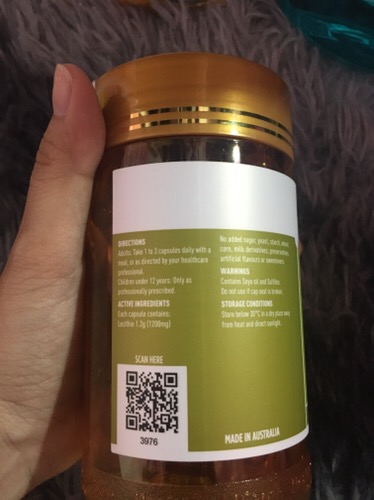 DIRECTIONS
Adults: Take 1 to 3 capsules daily with a
meal, or as directed by your healthcare
professional.
Children under 12 years: Only as
professionally prescribed.
ACTIVE INGREDIENTS
Each capsule contains:
Lecithin 1.2g (1200mg)
SCAN HERE
3976
No added sugar, yeast, starch, wheat,
corn, milk derivatives, preservatives,
artificial flavours or sweeteners.
WARNINGS
Contains Soya oil and Sulfites.
Do not use if cap seal is broken.
STORAGE CONDITIONS
Store below 30°C in a dry place away
from heat and direct sunlight.
MADE IN AUSTRALIA